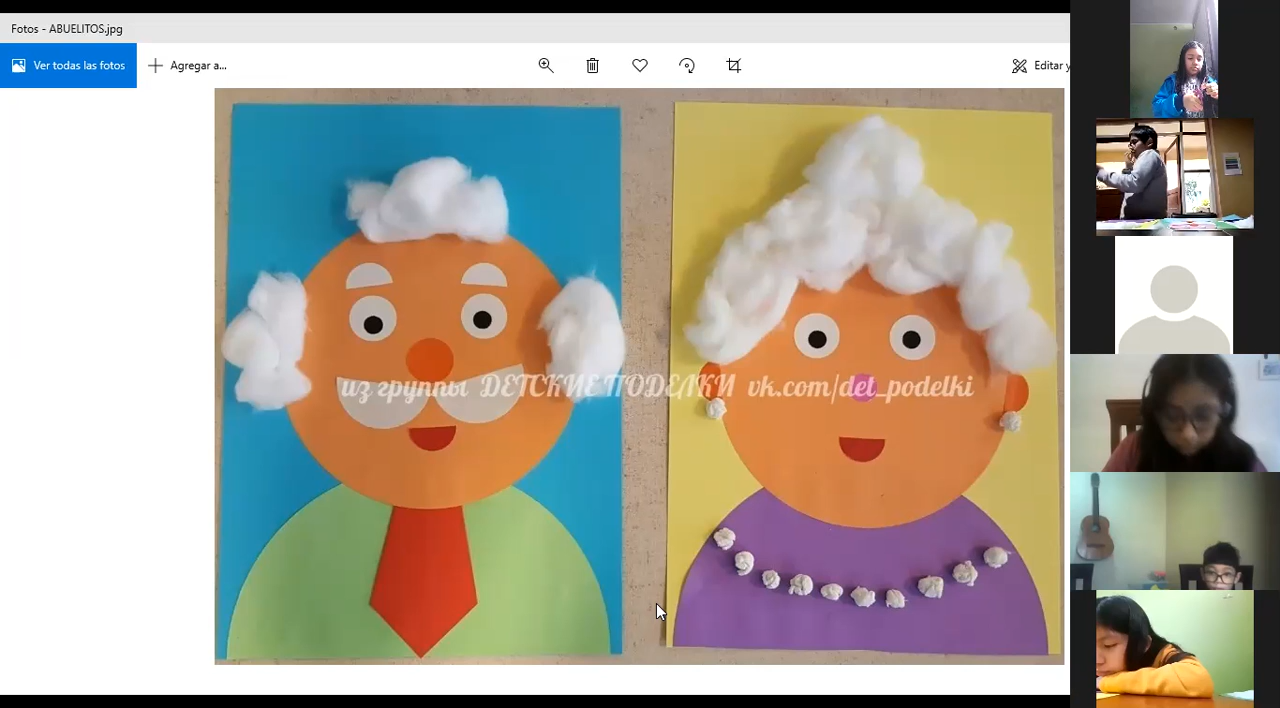 Fotos - ABUELITOS.jpg
Ver todas las fotos
Agregar a...
Editar y
из группы ДЕТСКИЕ ПОДЕЛКИ vk.com/det_podelki